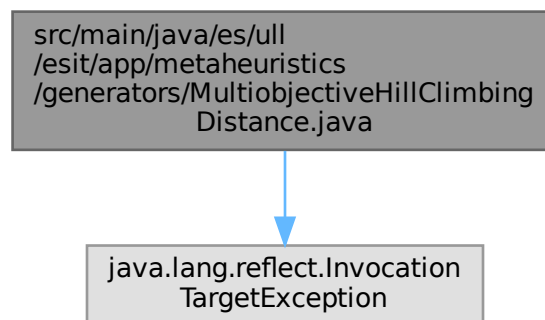 src/main/java/es/ull
/esit/app/metaheuristics
/generators/MultiobjectiveHillClimbing
Distance.java
java.lang.reflect.Invocation
TargetException